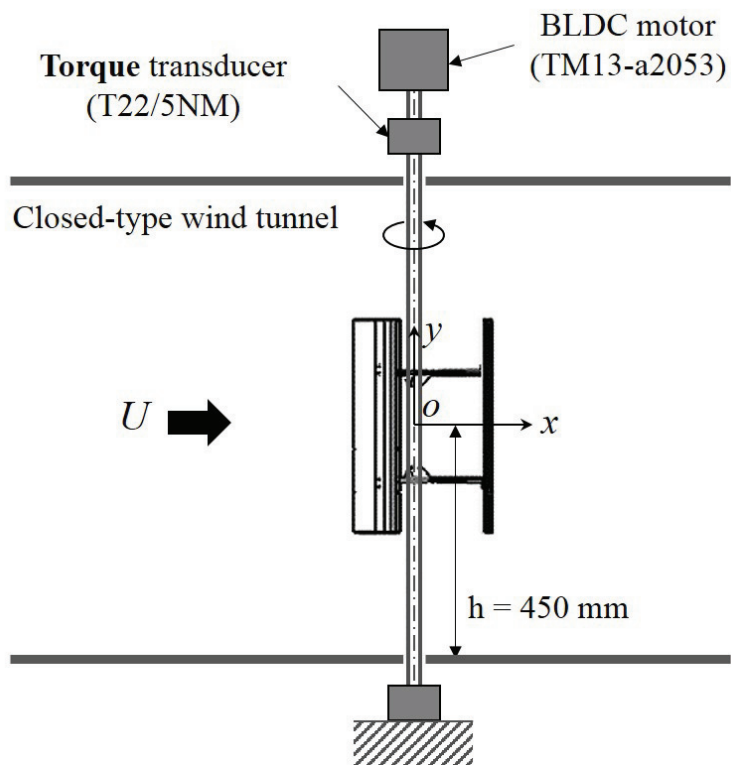 BLDC motor
(TM13-a2053)
Torque transducer
(T22/5NM)
Closed-type wind tunnel
y
U
o
x
h = 450 mm